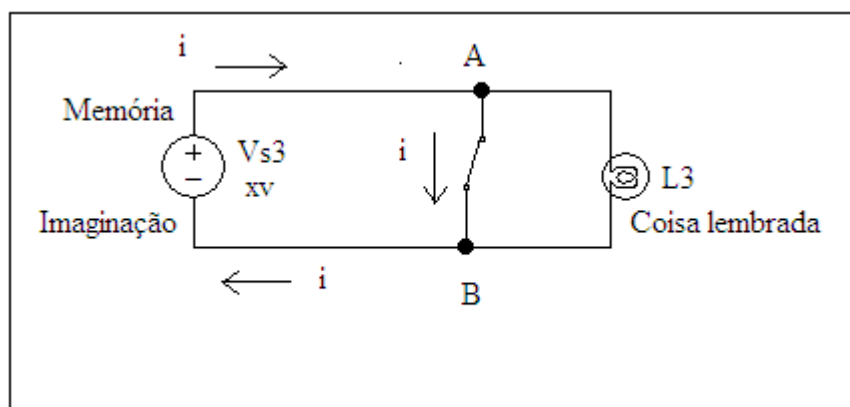 i
A
Memória
Vs3
i
xv
L3
Imaginação
Coisa lembrada
i
B